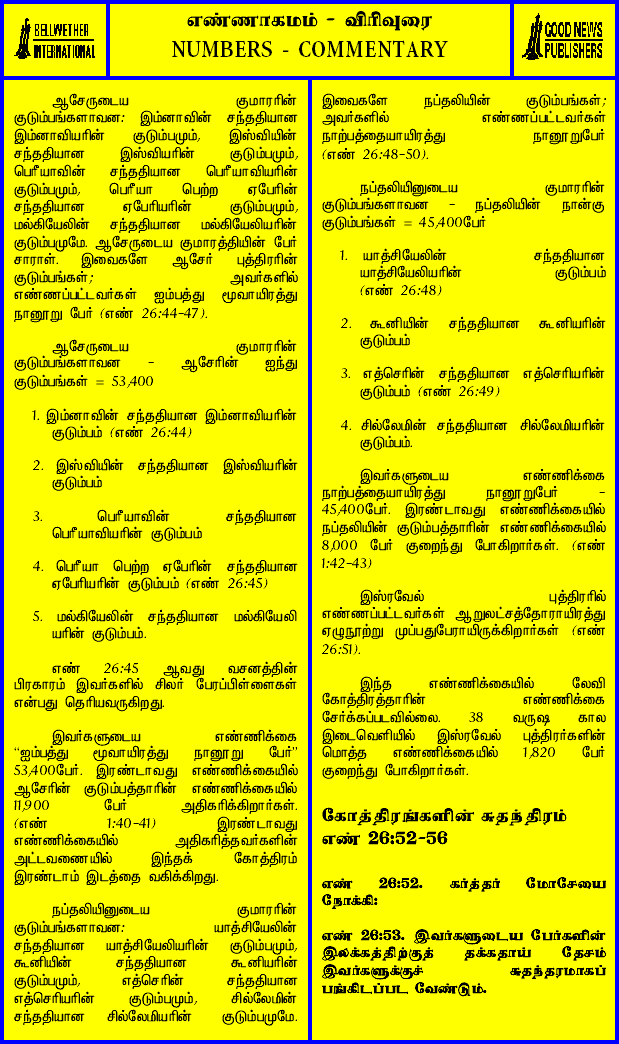 BELLWETHER
INTERNATIONAL
எண்ணாகமம் - விரிவுரை
NUMBERS - COMMENTARY
GOOD NEWS
PUBLISHERS
ஆசேருடைய குமாரரின்
குடும்பங்களாவன: இம்னாவின் சந்ததியான
இம்னாவியரின் குடும்பமும், இஸ்வியின்
சந்ததியான இஸ்வியரின் குடும்பமும்,
பெரீயாவின் சந்ததியான பெரீயாவியரின்
குடும்பமும், பெரீயா பெற்ற ஏபேரின்
சந்ததியான ஏபேரியரின் குடும்பமும்,
மல்கியேலின் சந்ததியான மல்கியேலியரின்
குடும்பமுமே. ஆசேருடைய குமாரத்தியின் பேர்
சாராள். இவைகளே ஆசேர் புத்திரரின்
குடும்பங்கள்; அவர்களில்
எண்ணப்பட்டவர்கள் ஐம்பத்து மூவாயிரத்து
நானூறு பேர் (எண் 26:44-47).
ஆசேருடைய குமாரரின்
குடும்பங்களாவன - ஆசேரின் ஐந்து
குடும்பங்கள் = 53,400
1. இம்னாவின் சந்ததியான இம்னாவியரின்
குடும்பம் (எண் 26:44)
2. இஸ்வியின் சந்ததியான இஸ்வியரின்
குடும்பம்
3. பெரீயாவின் சந்ததியான
பெரீயாவியரின் குடும்பம்
4. பெரீயா பெற்ற ஏபேரின் சந்ததியான
ஏபேரியரின் குடும்பம் (எண் 26:45)
5. மல்கியேலின் சந்ததியான மல்கியேலி
யரின் குடும்பம்.
எண் 26:45 ஆவது வசனத்தின்
பிரகாரம் இவர்களில் சிலர் பேரப்பிள்ளைகள்
என்பது தெரியவருகிறது.
இவர்களுடைய எண்ணிக்கை
“ஐம்பத்து மூவாயிரத்து நானூறு பேர்”
53,400பேர். இரண்டாவது எண்ணிக்கையில்
ஆசேரின் குடும்பத்தாரின் எண்ணிக்கையில்
11,900 பேர் அதிகரிக்கிறார்கள்.
(எண் 1:40-41) இரண்டாவது
எண்ணிக்கையில் அதிகரித்தவர்களின்
அட்டவணையில் இந்தக் கோத்திரம்
இரண்டாம் இடத்தை வகிக்கிறது.
நப்தலியினுடைய குமாரரின்
குடும்பங்களாவன: யாத்சியேலின்
சந்ததியான யாத்சியேலியரின் குடும்பமும்,
கூனியின் சந்ததியான கூனியரின்
குடும்பமும், எத்செரின் சந்ததியான
எத்செரியரின் குடும்பமும், சில்லேமின்
சந்ததியான சில்லேமியரின் குடும்பமுமே.
இவைகளே நப்தலியின் குடும்பங்கள்;
அவர்களில் எண்ணப்பட்டவர்கள்
நாற்பத்தையாயிரத்து நானூறுபேர்
(எண் 26:48-50).
நப்தலியினுடைய குமாரரின்
குடும்பங்களாவன - நப்தலியின் நான்கு
குடும்பங்கள் = 45,400பேர்
1. யாத்சியேலின் சந்ததியான
யாத்சியேலியரின் குடும்பம்
(எண் 26:48)
2. கூனியின் சந்ததியான கூனியரின்
குடும்பம்
3. எத்செரின் சந்ததியான எத்செரியரின்
குடும்பம் (எண் 26:49)
4. சில்லேமின் சந்ததியான சில்லேமியரின்
குடும்பம்.
இவர்களுடைய எண்ணிக்கை
நாற்பத்தையாயிரத்து நானூறுபேர் -
45,400பேர். இரண்டாவது எண்ணிக்கையில்
நப்தலியின் குடும்பத்தாரின் எண்ணிக்கையில்
8,000 பேர் குறைந்து போகிறார்கள். (எண்
1:42-43)
இஸ்ரவேல் புத்திரரில்
எண்ணப்பட்டவர்கள் ஆறுலட்சத்தோராயிரத்து
ஏழுநூற்று முப்பதுபேராயிருக்கிறார்கள் (எண்
26:51).
இந்த எண்ணிக்கையில் லேவி
கோத்திரத்தாரின் எண்ணிக்கை
சேர்க்கப்படவில்லை. 38 வருஷ கால
இடைவெளியில் இஸ்ரவேல் புத்திரர்களின்
மொத்த எண்ணிக்கையில் 1,820 பேர்
குறைந்து போகிறார்கள்.
கோத்திரங்களின் சுதந்திரம்
எண் 26:52-56
எண் 26:52. கர்த்தர் மோசேயை
நோக்கி:
எண் 26:53. இவர்களுடைய பேர்களின்
இலக்கத்திற்குத் தக்கதாய் தேசம்
இவர்களுக்குச் சுதந்தரமாகப்
பங்கிடப்பட வேண்டும்.